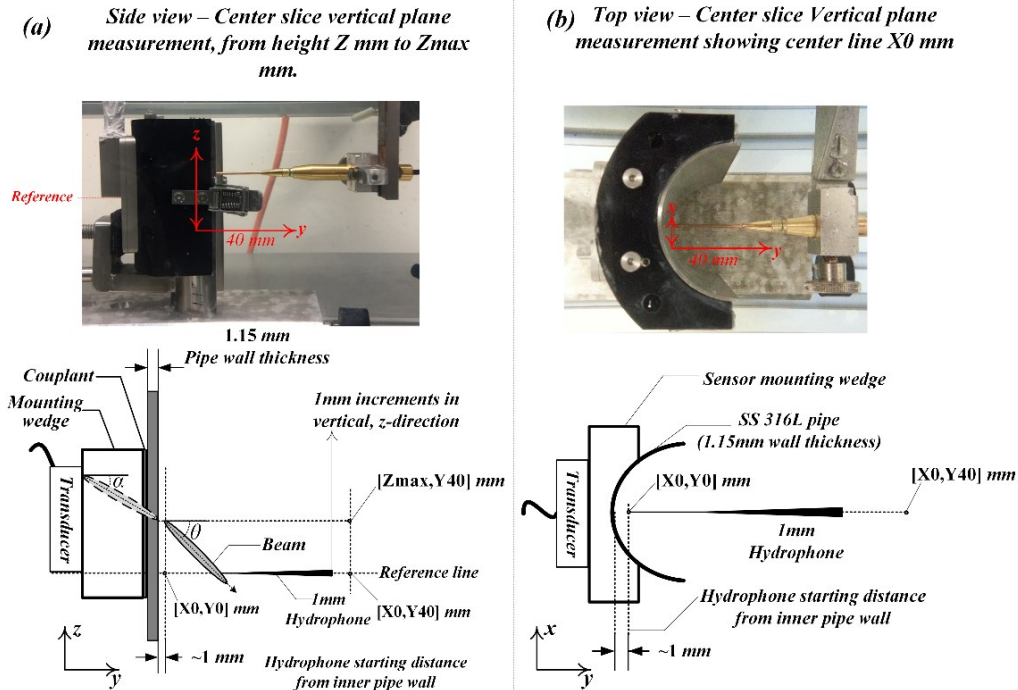 (a) Side view – Center slice vertical plane
measurement, from height Z mm to Zmax
mm.
z
Reference
y
40 mm
1.15 mm
Pipe wall thickness
Couplant
Mounting
wedge
1mm increments in
vertical, z-direction
Transducer
α
[Zmax,Y40] mm
θ
Beam
Reference line
[X0,Y0] mm
1mm
Hydrophone
[X0,Y40] mm
z
y
~1 mm
Hydrophone starting distance
from inner pipe wall
(b) Top view – Center slice Vertical plane
measurement showing center line X0 mm
x
y
40 mm
Sensor mounting wedge
SS 316L pipe
(1.15mm wall thickness)
[X0,Y0] mm
[X0,Y40] mm
Transducer
1mm
Hydrophone
Hydrophone starting distance
from inner pipe wall
x
y
~1 mm